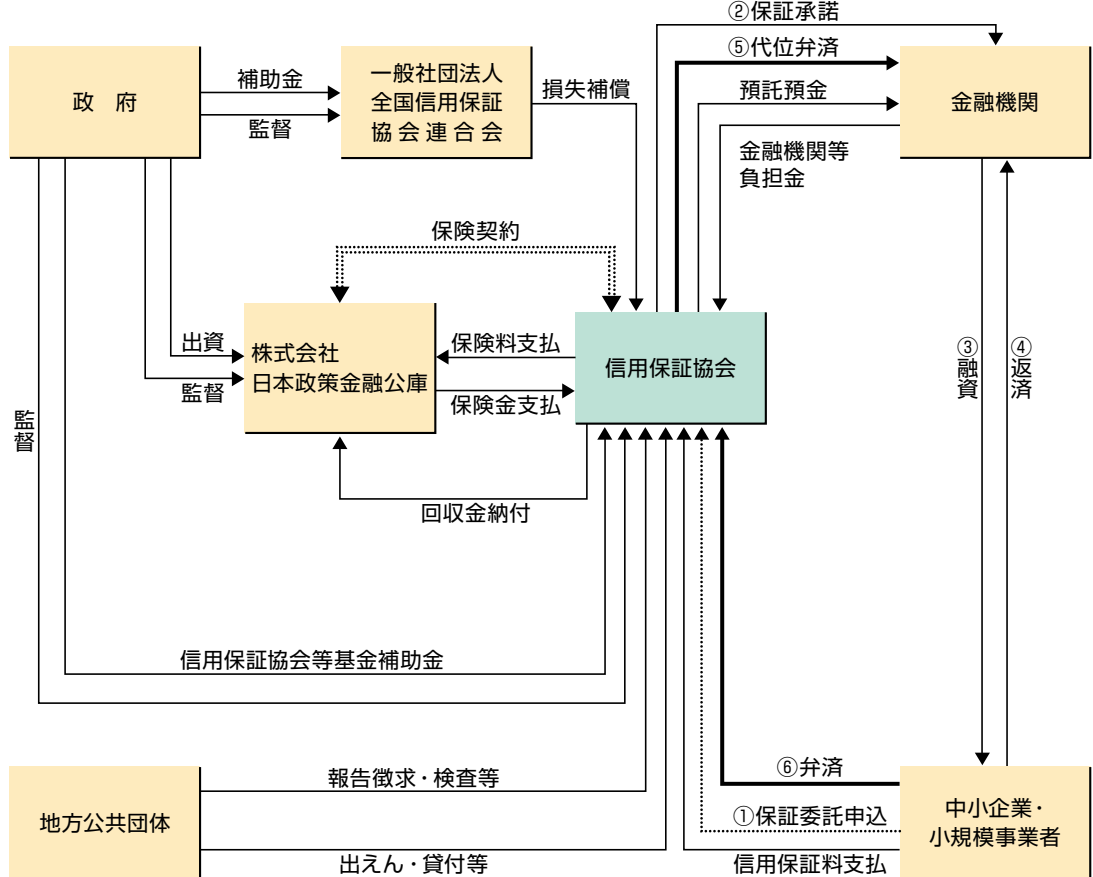 ②保証承諾
⑤代位弁済
政 府
補助金
監督
一般社団法人
全国信用保証
協会連合会
損失補償
預託預金
金融機関
金融機関等
負担金
保険契約
出資
監督
株式会社
日本政策金融公庫
保険料支払
保険金支払
信用保証協会
③融資
④返済
監督
回収金納付
信用保証協会等基金補助金
地方公共団体
報告徴求・検査等
出えん・貸付等
⑥弁済
①保証委託申込
信用保証料支払
中小企業・
小規模事業者